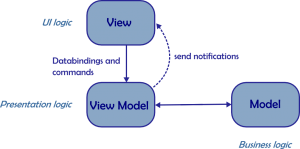 UI logic
View
Databindings and
commands
send notifications
Presentation logic
View Model
Model
Business logic